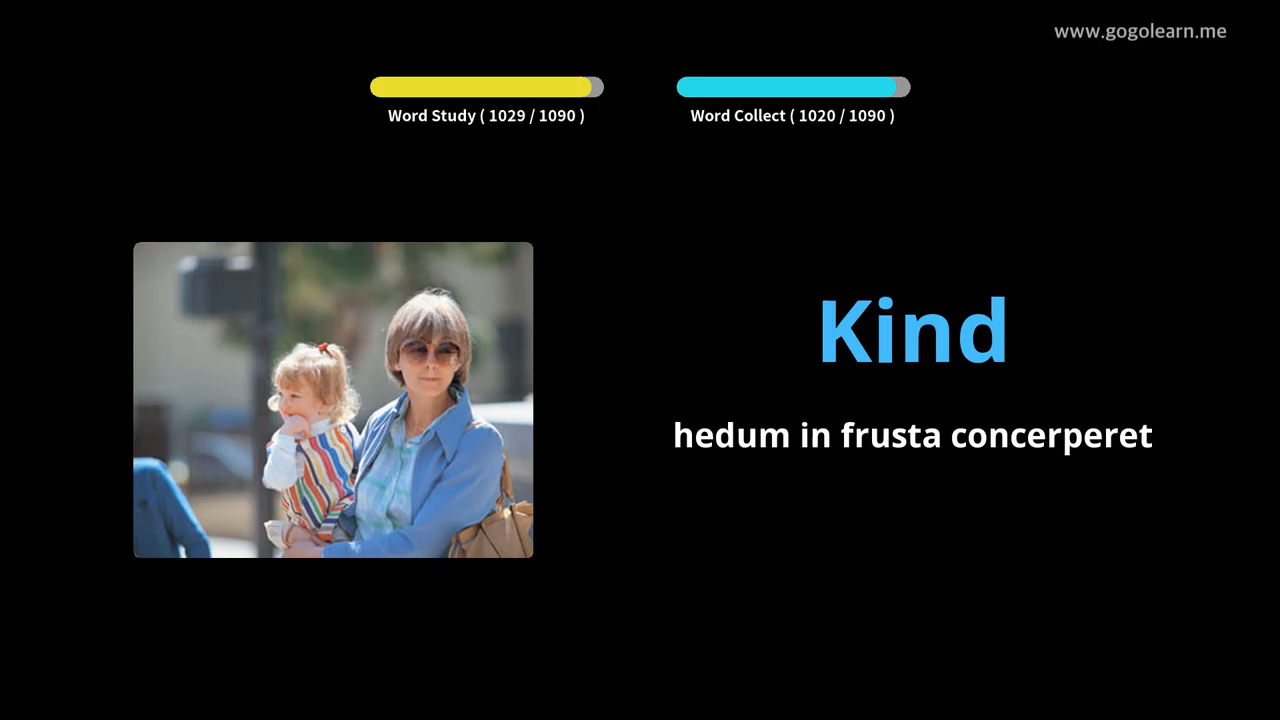 www.gogolearn.me
Word Study ( 1029 / 1090 )
Word Collect ( 1020 / 1090 )
Kind
hedum in frusta concerperet